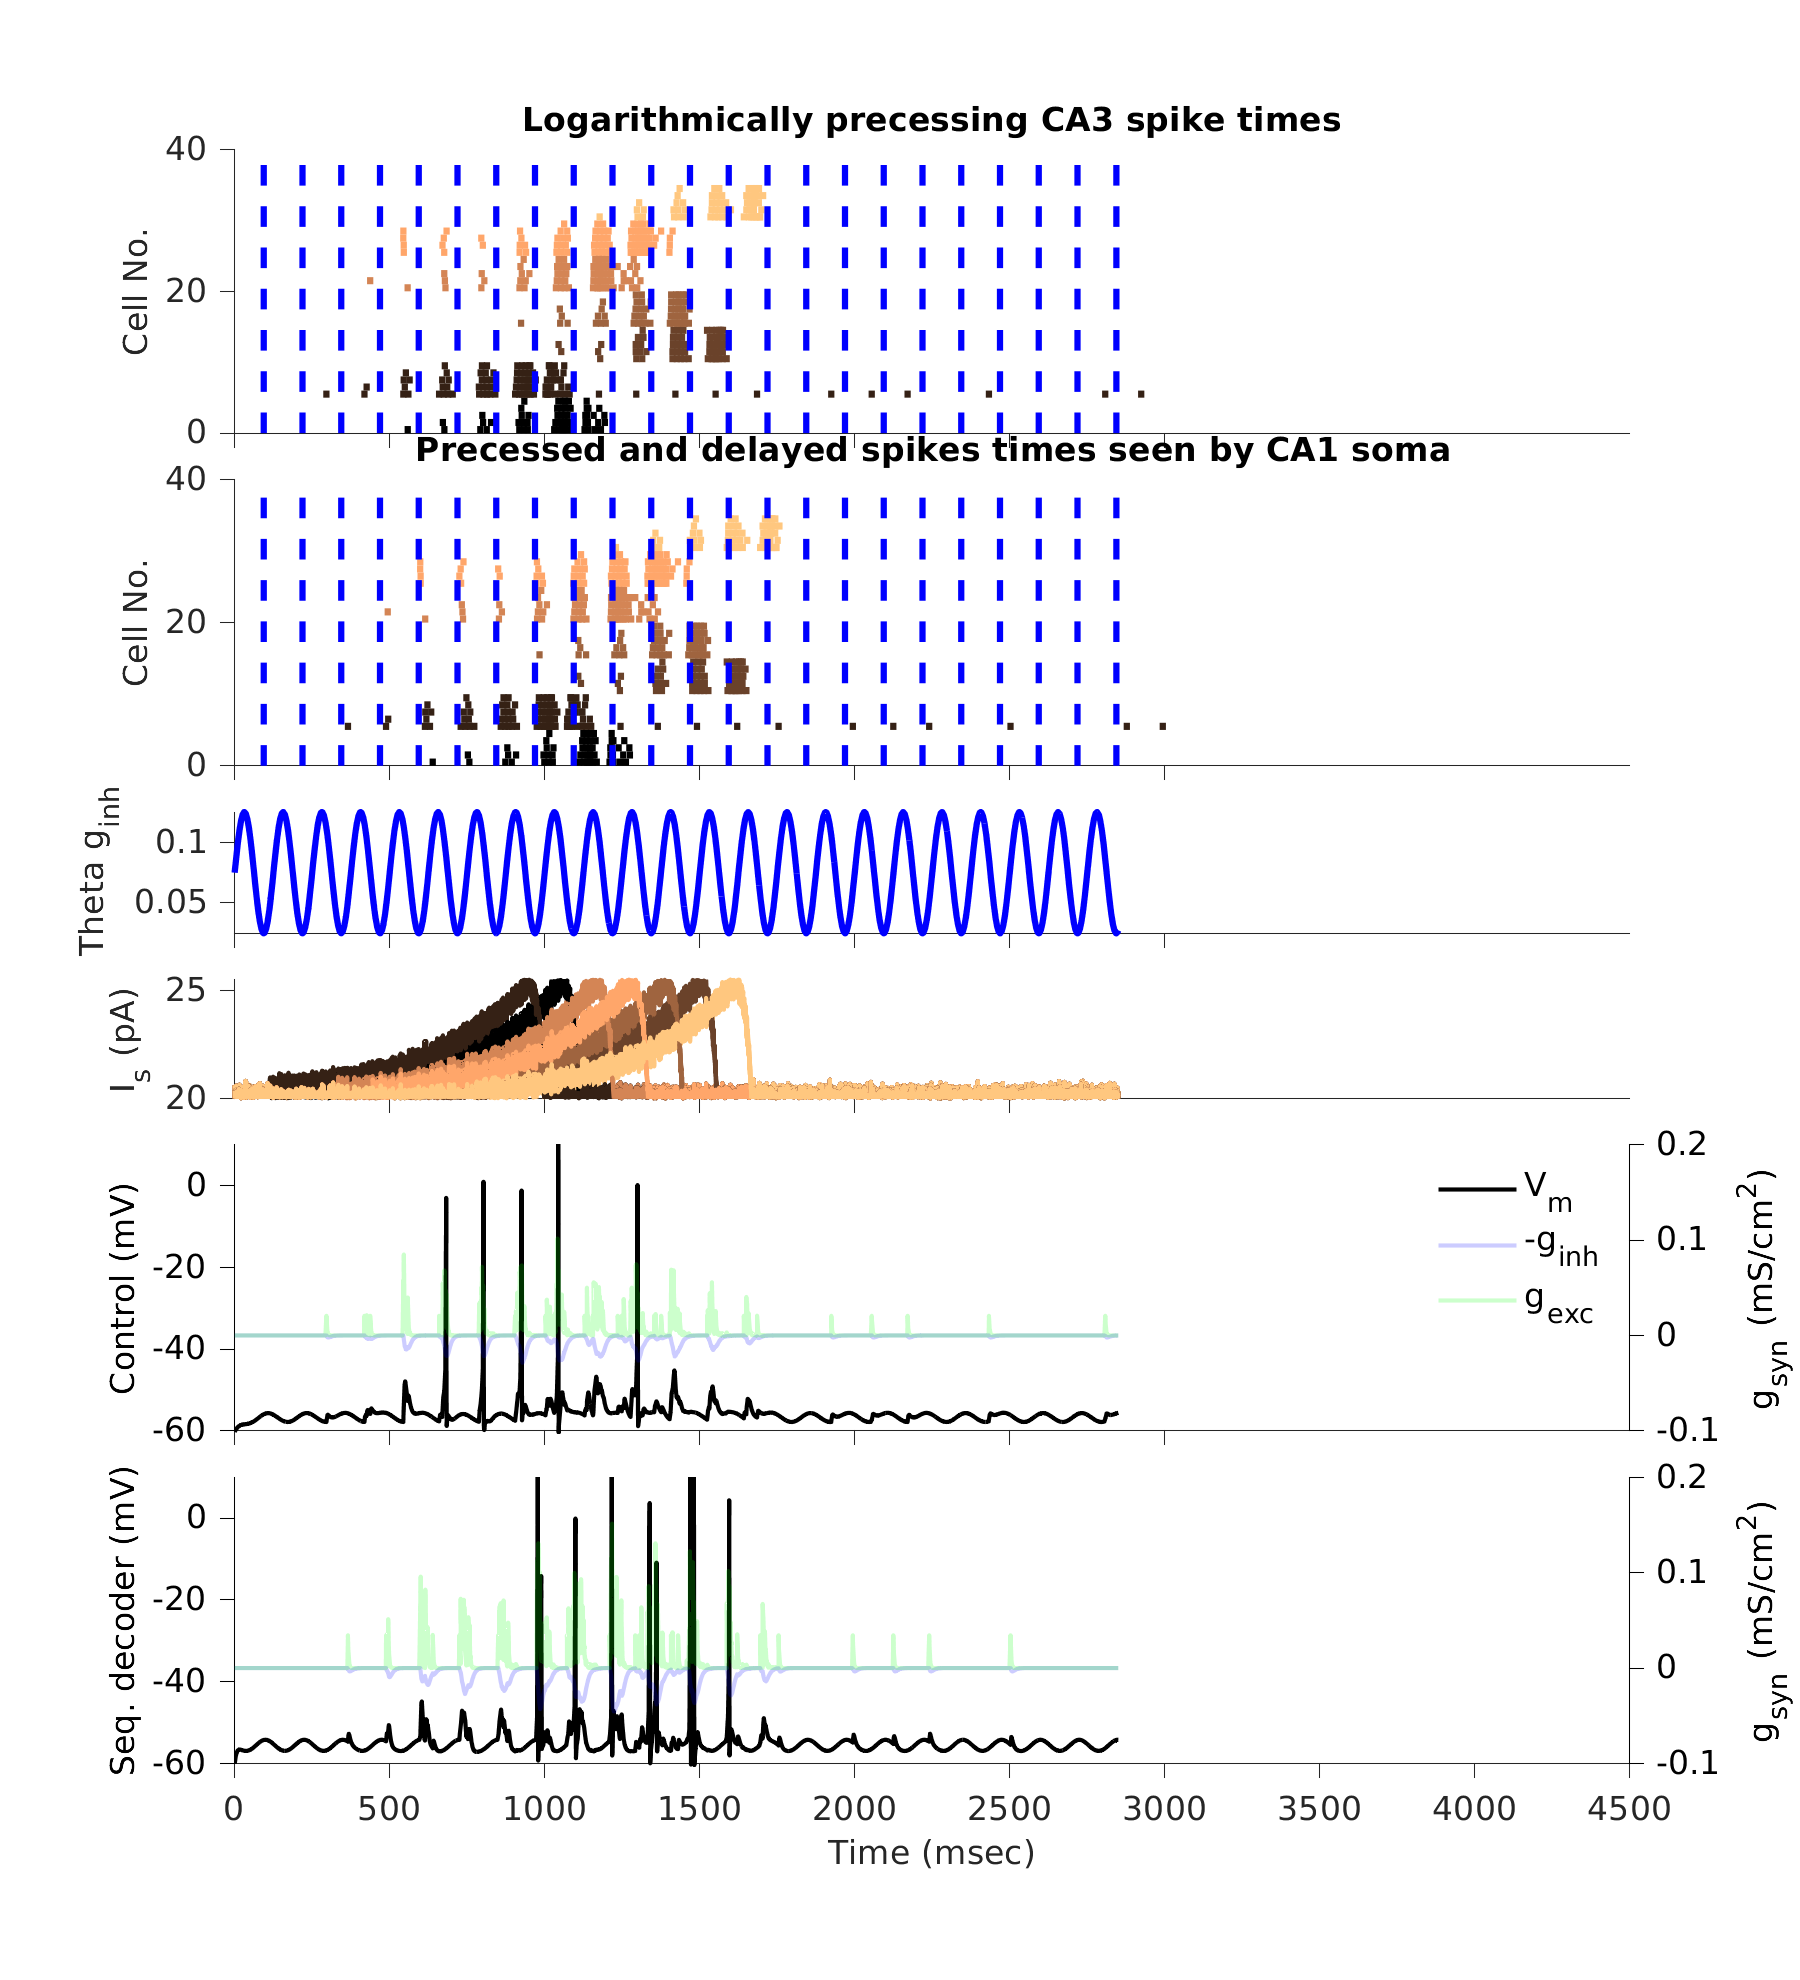 Logarithmically precessing CA3 spike times
40
20
0
Cell No.
Precessed and delayed spikes times seen by CA1 soma
40
20
0
Cell No.
0.1
0.05
Theta g_inh
25
20
I_s (pA)
0
-20
-40
-60
Control (mV)
V_m
-g_inh
g_exc
0.2
0.1
0
-0.1
g_syn (mS/cm^2)
0
-20
-40
-60
Seq. decoder (mV)
0.2
0.1
0
-0.1
g_syn (mS/cm^2)
0 500 1000 1500 2000 2500 3000 3500 4000 4500
Time (msec)